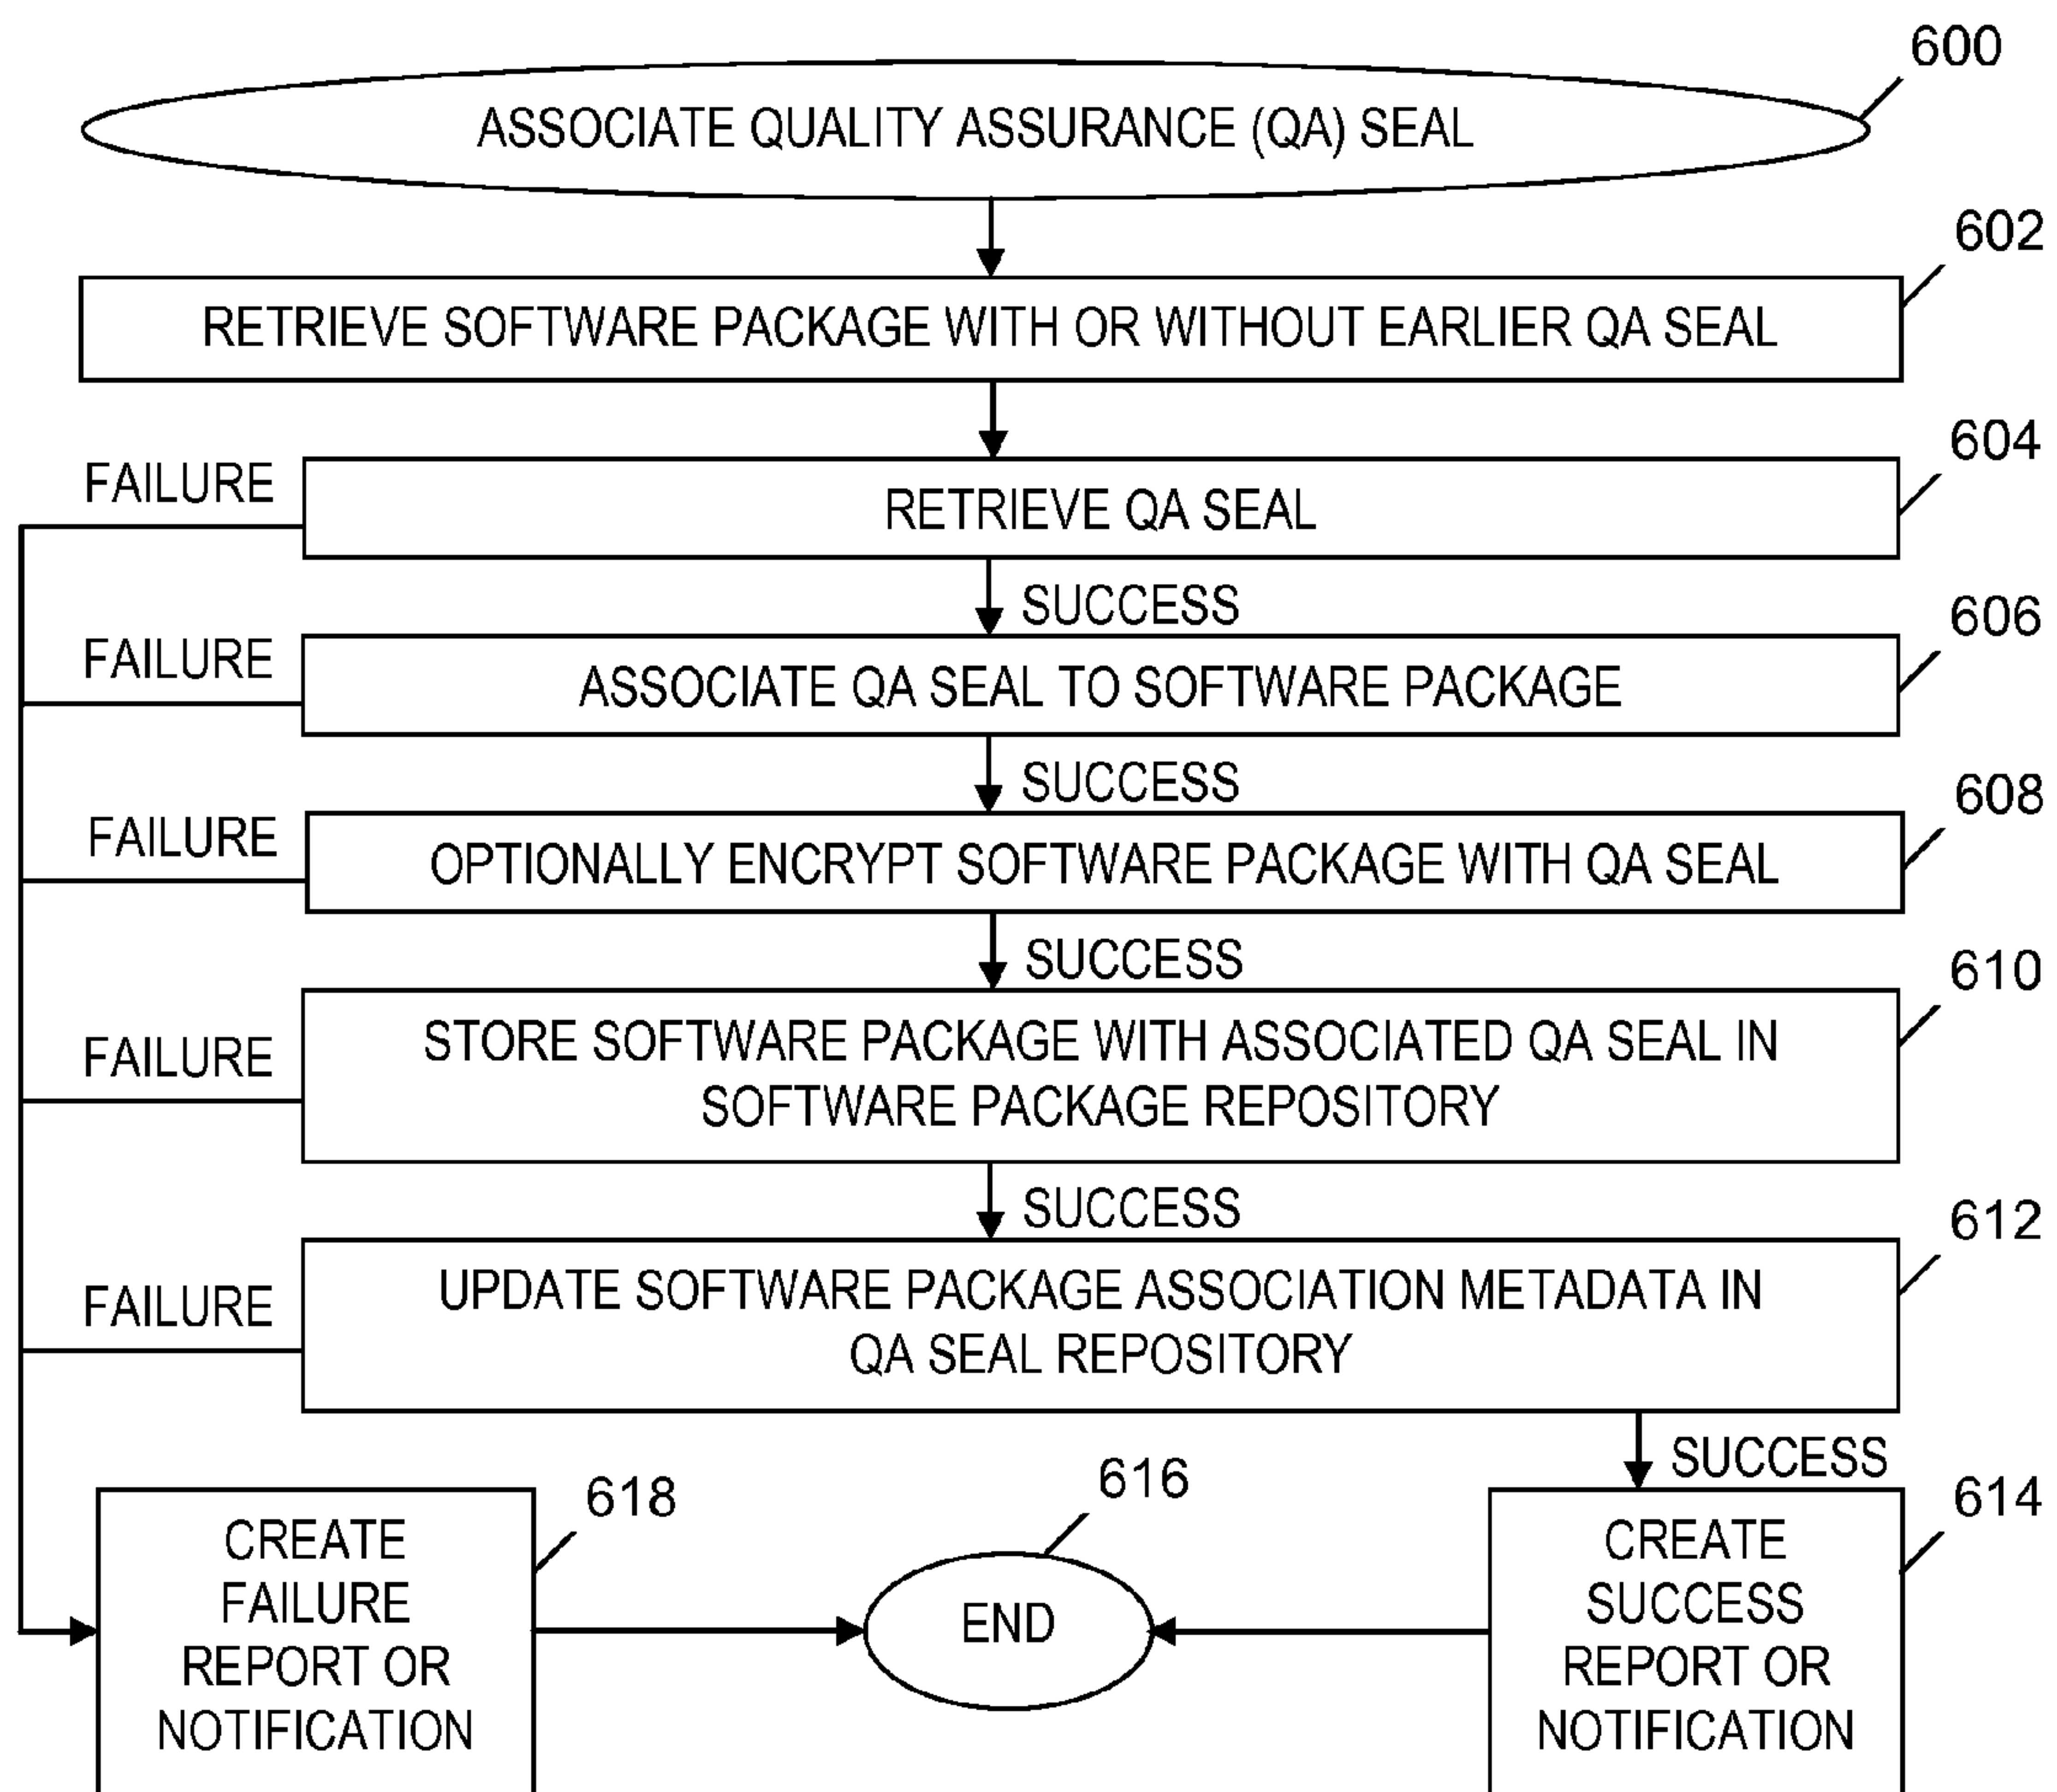 600
ASSOCIATE QUALITY ASSURANCE (QA) SEAL
602
RETRIEVE SOFTWARE PACKAGE WITH OR WITHOUT EARLIER QA SEAL
604
FAILURE
RETRIEVE QA SEAL
SUCCESS
606
FAILURE
ASSOCIATE QA SEAL TO SOFTWARE PACKAGE
SUCCESS
608
FAILURE
OPTIONALLY ENCRYPT SOFTWARE PACKAGE WITH QA SEAL
SUCCESS
610
FAILURE
STORE SOFTWARE PACKAGE WITH ASSOCIATED QA SEAL IN
SOFTWARE PACKAGE REPOSITORY
SUCCESS
612
FAILURE
UPDATE SOFTWARE PACKAGE ASSOCIATION METADATA IN
QA SEAL REPOSITORY
SUCCESS
618
CREATE
FAILURE
REPORT OR
NOTIFICATION
616
END
614
CREATE
SUCCESS
REPORT OR
NOTIFICATION